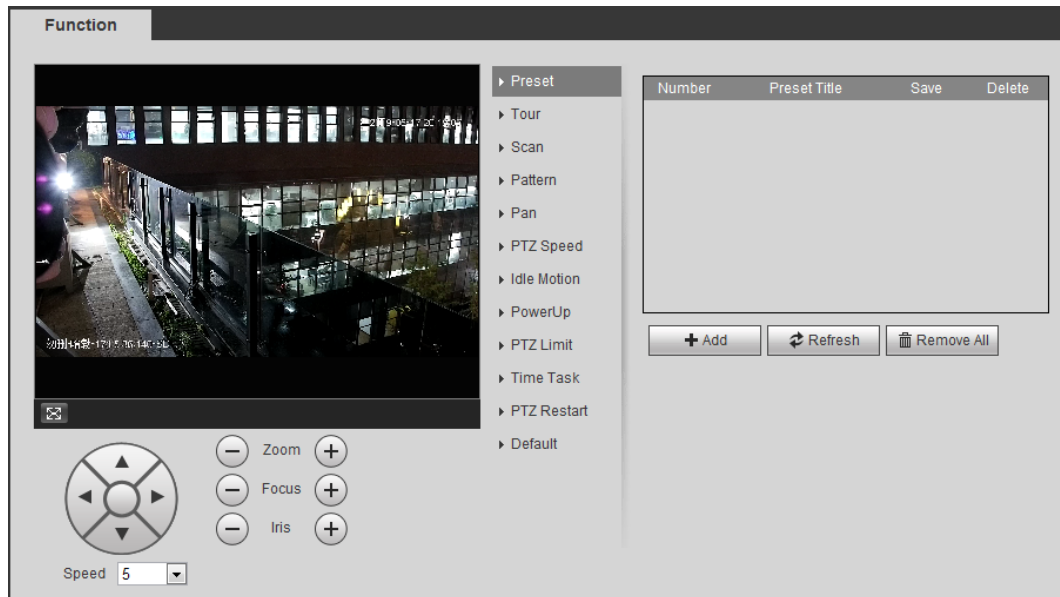 Function
Preset
Tour
Scan
Pattern
Pan
PTZ Speed
Idle Motion
PowerUp
PTZ Limit
Time Task
PTZ Restart
Default
Number Preset Title Save Delete
Add Refresh Remove All
Zoom
Focus
Iris
Speed 5